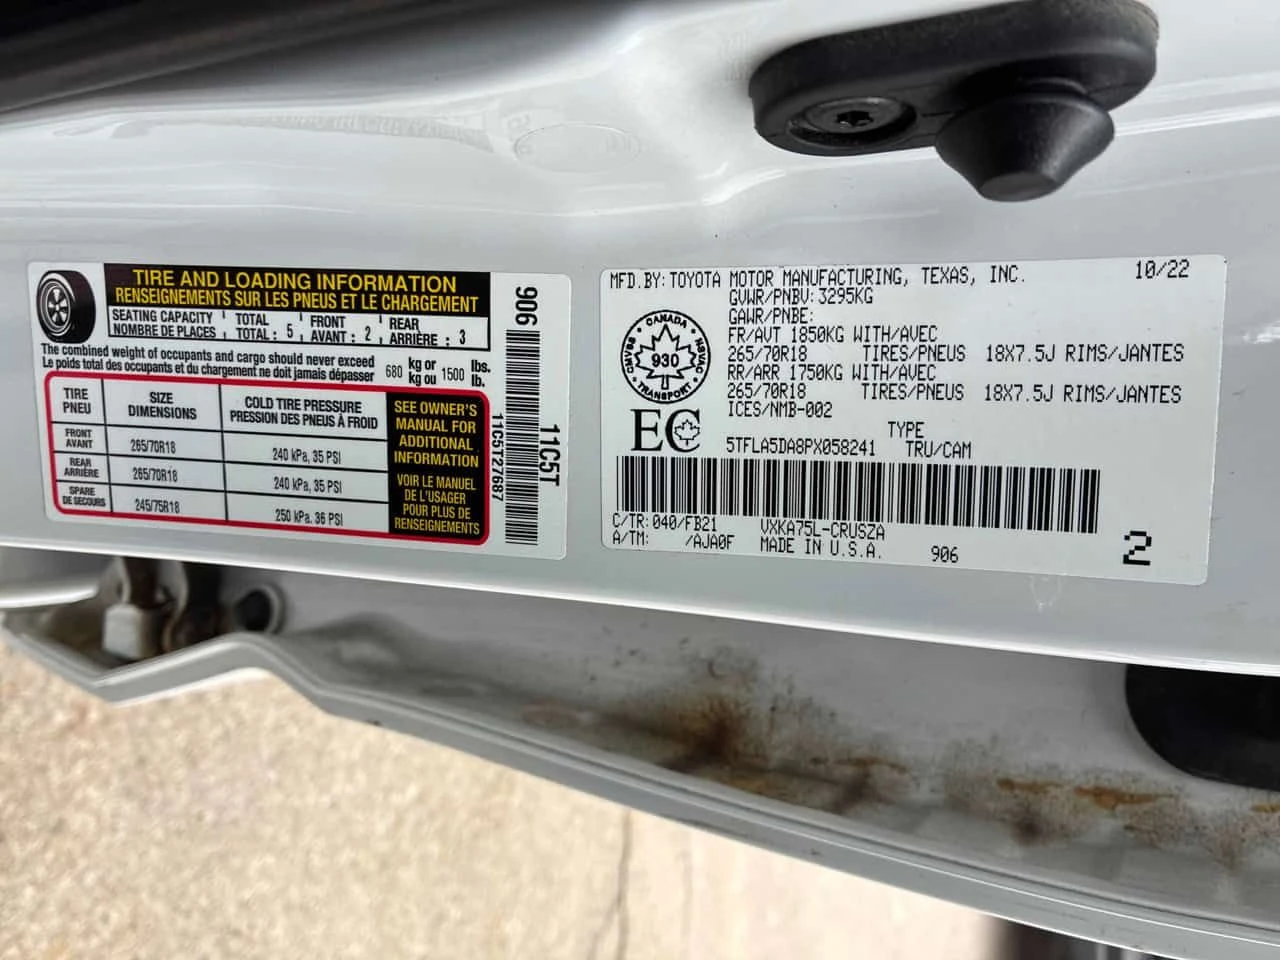 TIRE AND LOADING INFORMATION
RENSEIGNEMENTS SUR LES PNEUS ET LE CHARGEMENT
SEATING CAPACITY TOTAL FRONT REAR
NOMBRE DE PLACES TOTAL : 5 AVANT : 2 ARRIÈRE : 3
The combined weight of occupants and cargo should never exceed 680 kg or 1500 lbs.
Le poids total des occupants et du chargement ne doit jamais dépasser kg ou lb.
TIRE SIZE COLD TIRE PRESSURE
PNEU DIMENSIONS PRESSION DES PNEUS À FROID
FRONT
AVANT 265/70R18 240 kPa, 35 PSI
REAR
ARRIÈRE 265/70R18 240 kPa, 35 PSI
SPARE
DE SECOURS 245/75R18 250 kPa, 36 PSI
SEE OWNER'S
MANUAL FOR
ADDITIONAL
INFORMATION
VOIR LE MANUEL
DE L'USAGER
POUR PLUS DE
RENSEIGNEMENTS
906
11C5T
11C5T27687
MFD.BY: TOYOTA MOTOR MANUFACTURING, TEXAS, INC. 10/22
GVWR/PNBV: 3295KG
GAWR/PNBE:
FR/AVT 1850KG WITH/AVEC
265/70R18 TIRES/PNEUS 18X7.5J RIMS/JANTES
RR/ARR 1750KG WITH/AVEC
265/70R18 TIRES/PNEUS 18X7.5J RIMS/JANTES
ICES/NMB-002
CANADA
CMVSS
930
NSVAC
TRANSPORT
EC
TYPE
5TFLA5DA8PX058241 TRU/CAM
C/TR: 040/FB21 VXKA75L-CRUSZA
A/TM: /AJA0F MADE IN U.S.A. 906
2